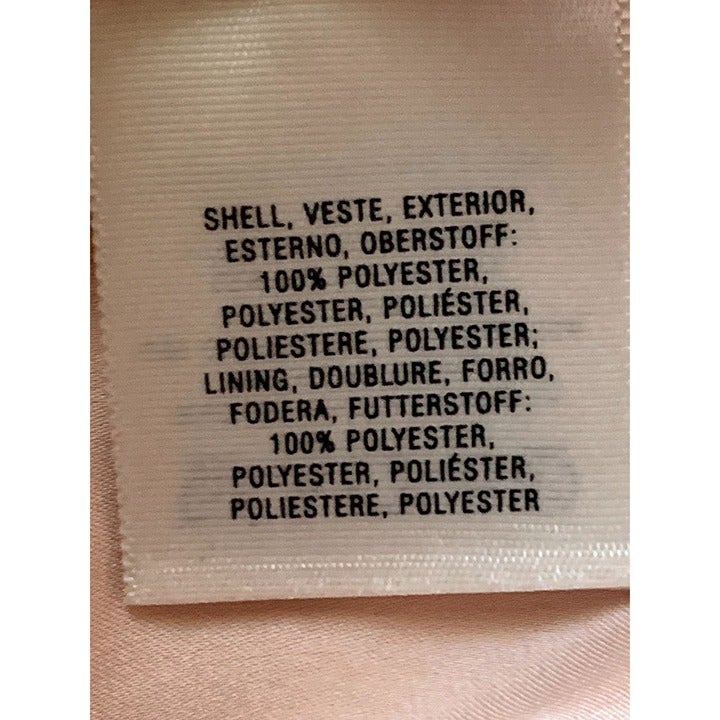 SHELL, VESTE, EXTERIOR,
ESTERNO, OBERSTOFF:
100% POLYESTER,
POLYESTER, POLIÉSTER,
POLIESTERE, POLYESTER;
LINING, DOUBLURE, FORRO,
FODERA, FUTTERSTOFF:
100% POLYESTER,
POLYESTER, POLIÉSTER,
POLIESTERE, POLYESTER